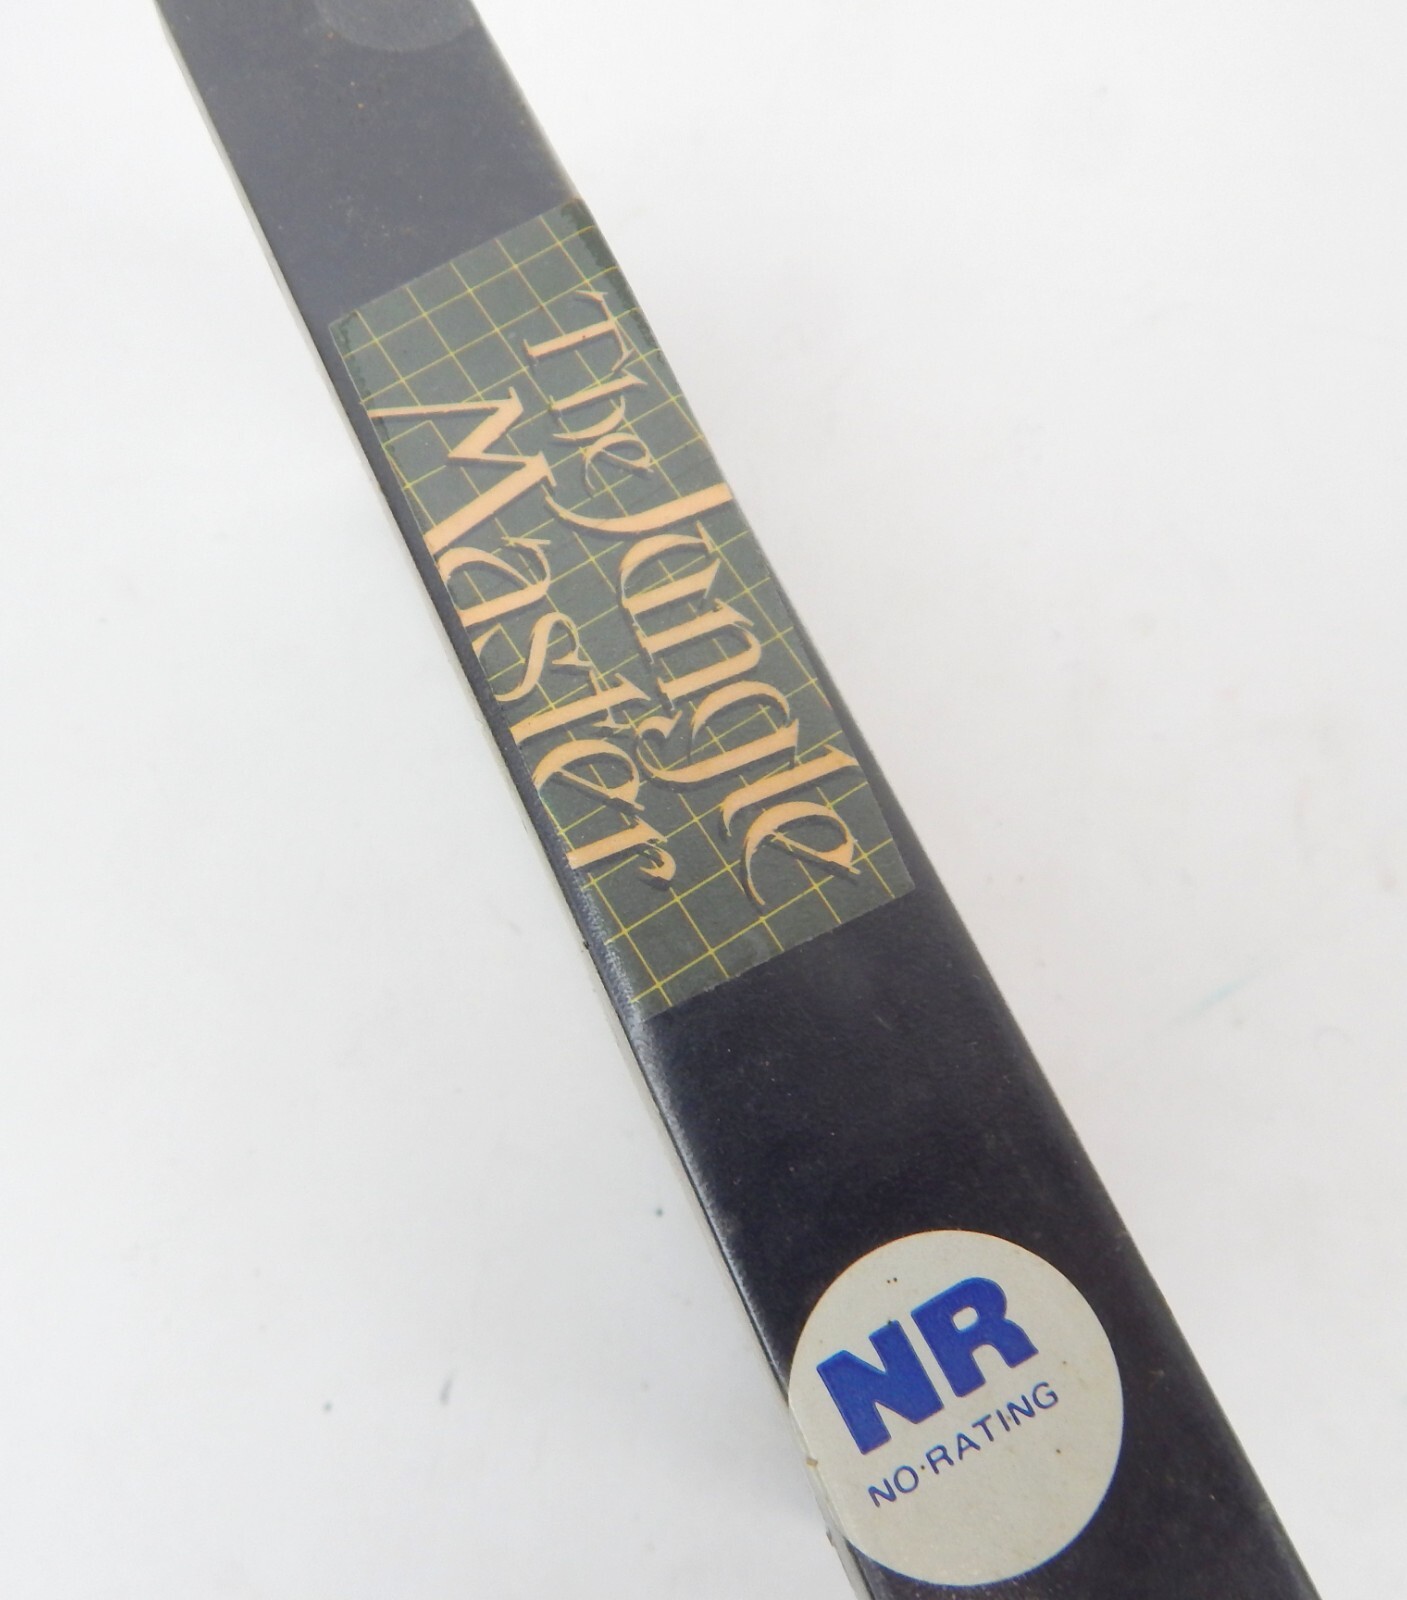 The Jungle
Master
NR
NO·RATING